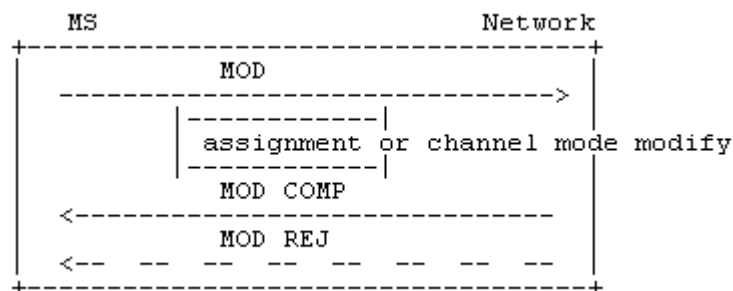 MS Network
MOD
assignment or channel mode modify
MOD COMP
MOD REJ